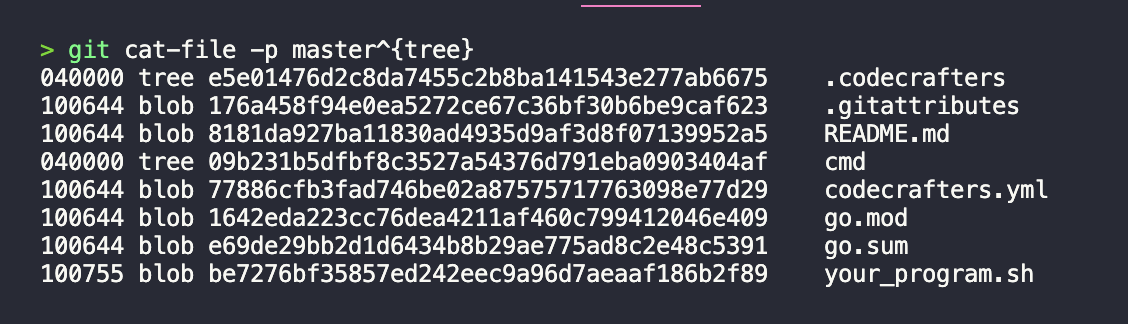 > git cat-file -p master^{tree}
040000 tree e5e01476d2c8da7455c2b8ba141543e277ab6675    .codecrafters
100644 blob 176a458f94e0ea5272ce67c36bf30b6be9caf623    .gitattributes
100644 blob 8181da927ba11830ad4935d9af3d8f07139952a5    README.md
040000 tree 09b231b5dfbf8c3527a54376d791eba0903404af    cmd
100644 blob 77886cfb3fad746be02a87575717763098e77d29    codecrafters.yml
100644 blob 1642eda223cc76dea4211af460c799412046e409    go.mod
100644 blob e69de29bb2d1d6434b8b29ae775ad8c2e48c5391    go.sum
100755 blob be7276bf35857ed242eec9a96d7aeaaf186b2f89    your_program.sh